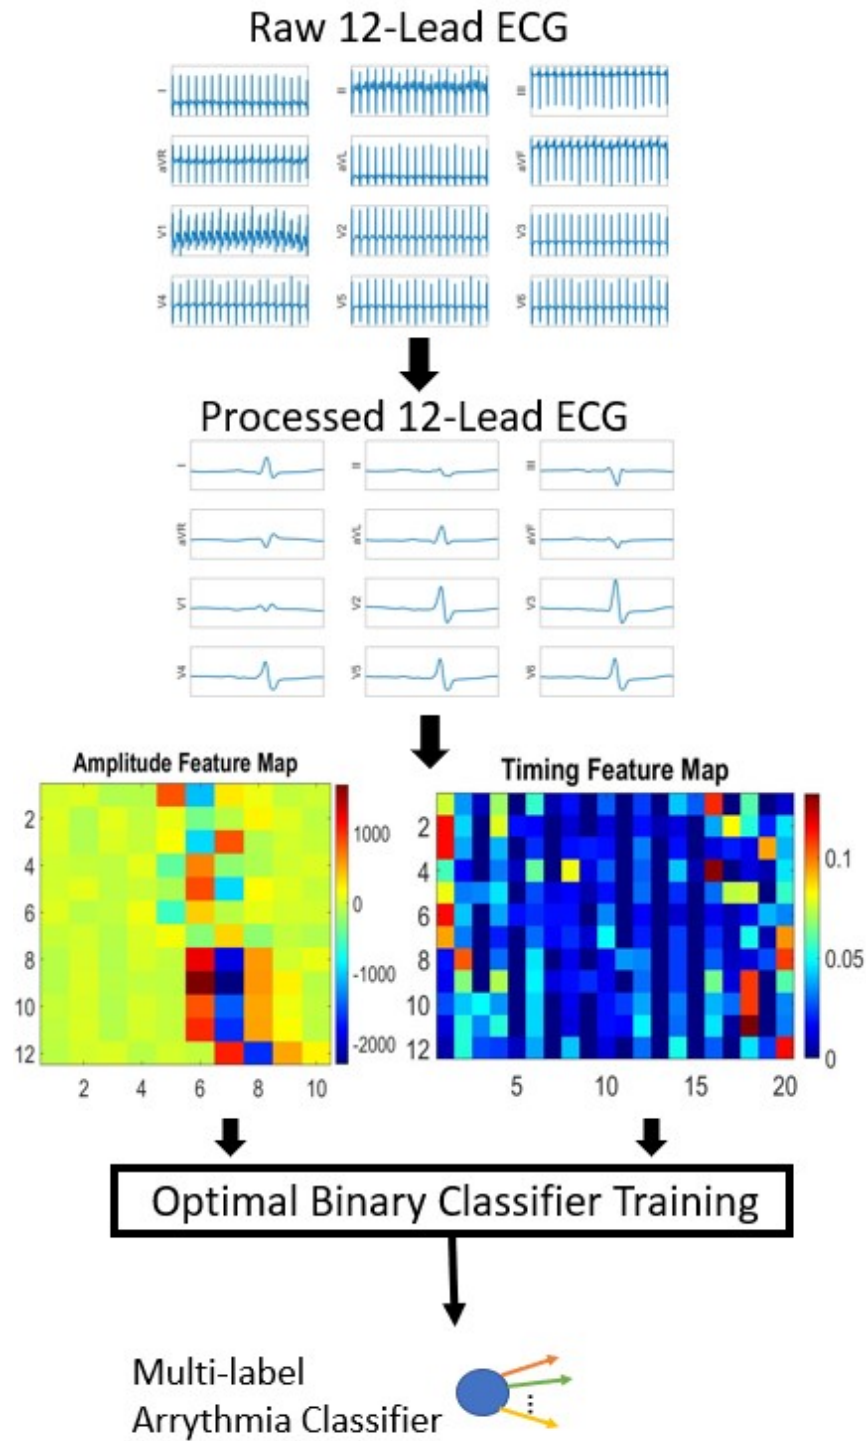 Raw 12-Lead ECG
I II III
aVR aVL aVF
V1 V2 V3
V4 V5 V6
Processed 12-Lead ECG
I II III
aVR aVL aVF
V1 V2 V3
V4 V5 V6
Amplitude Feature Map
2
4
6
8
10
12
2 4 6 8 10
1000
0
-1000
-2000
Timing Feature Map
2
4
6
8
10
12
5 10 15 20
0.1
0.05
0
Optimal Binary Classifier Training
Multi-label
Arrythmia Classifier